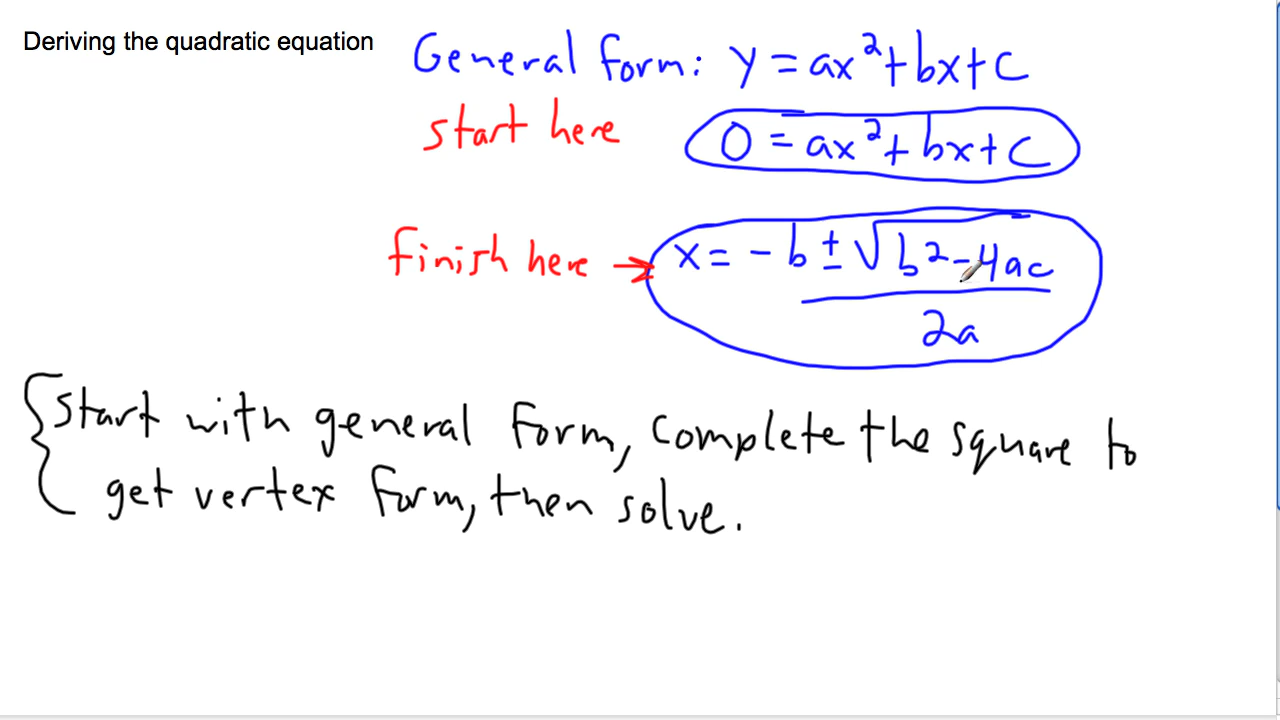 Deriving the quadratic equation
General form: y = ax² + bx + c
start here 0 = ax² + bx + c
finish here → x = -b ± √b² - 4ac
2a
Start with general form, complete the square to
get vertex form, then solve.